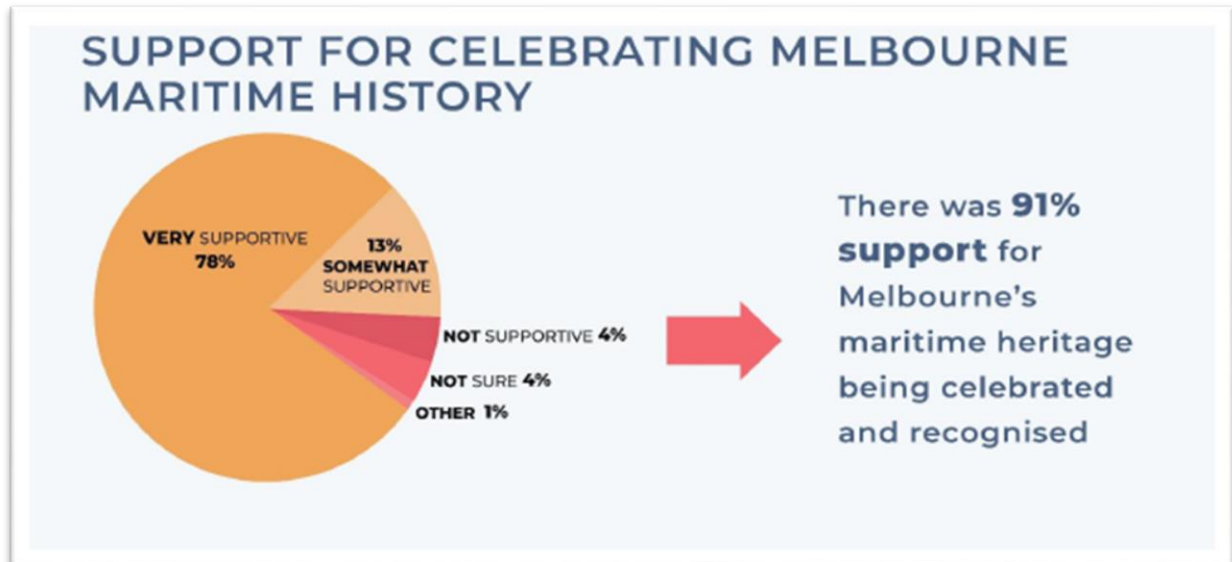 SUPPORT FOR CELEBRATING MELBOURNE
MARITIME HISTORY
VERY SUPPORTIVE
78%
13%
SOMEWHAT
SUPPORTIVE
NOT SUPPORTIVE 4%
NOT SURE 4%
OTHER 1%
There was 91%
support for
Melbourne's
maritime heritage
being celebrated
and recognised